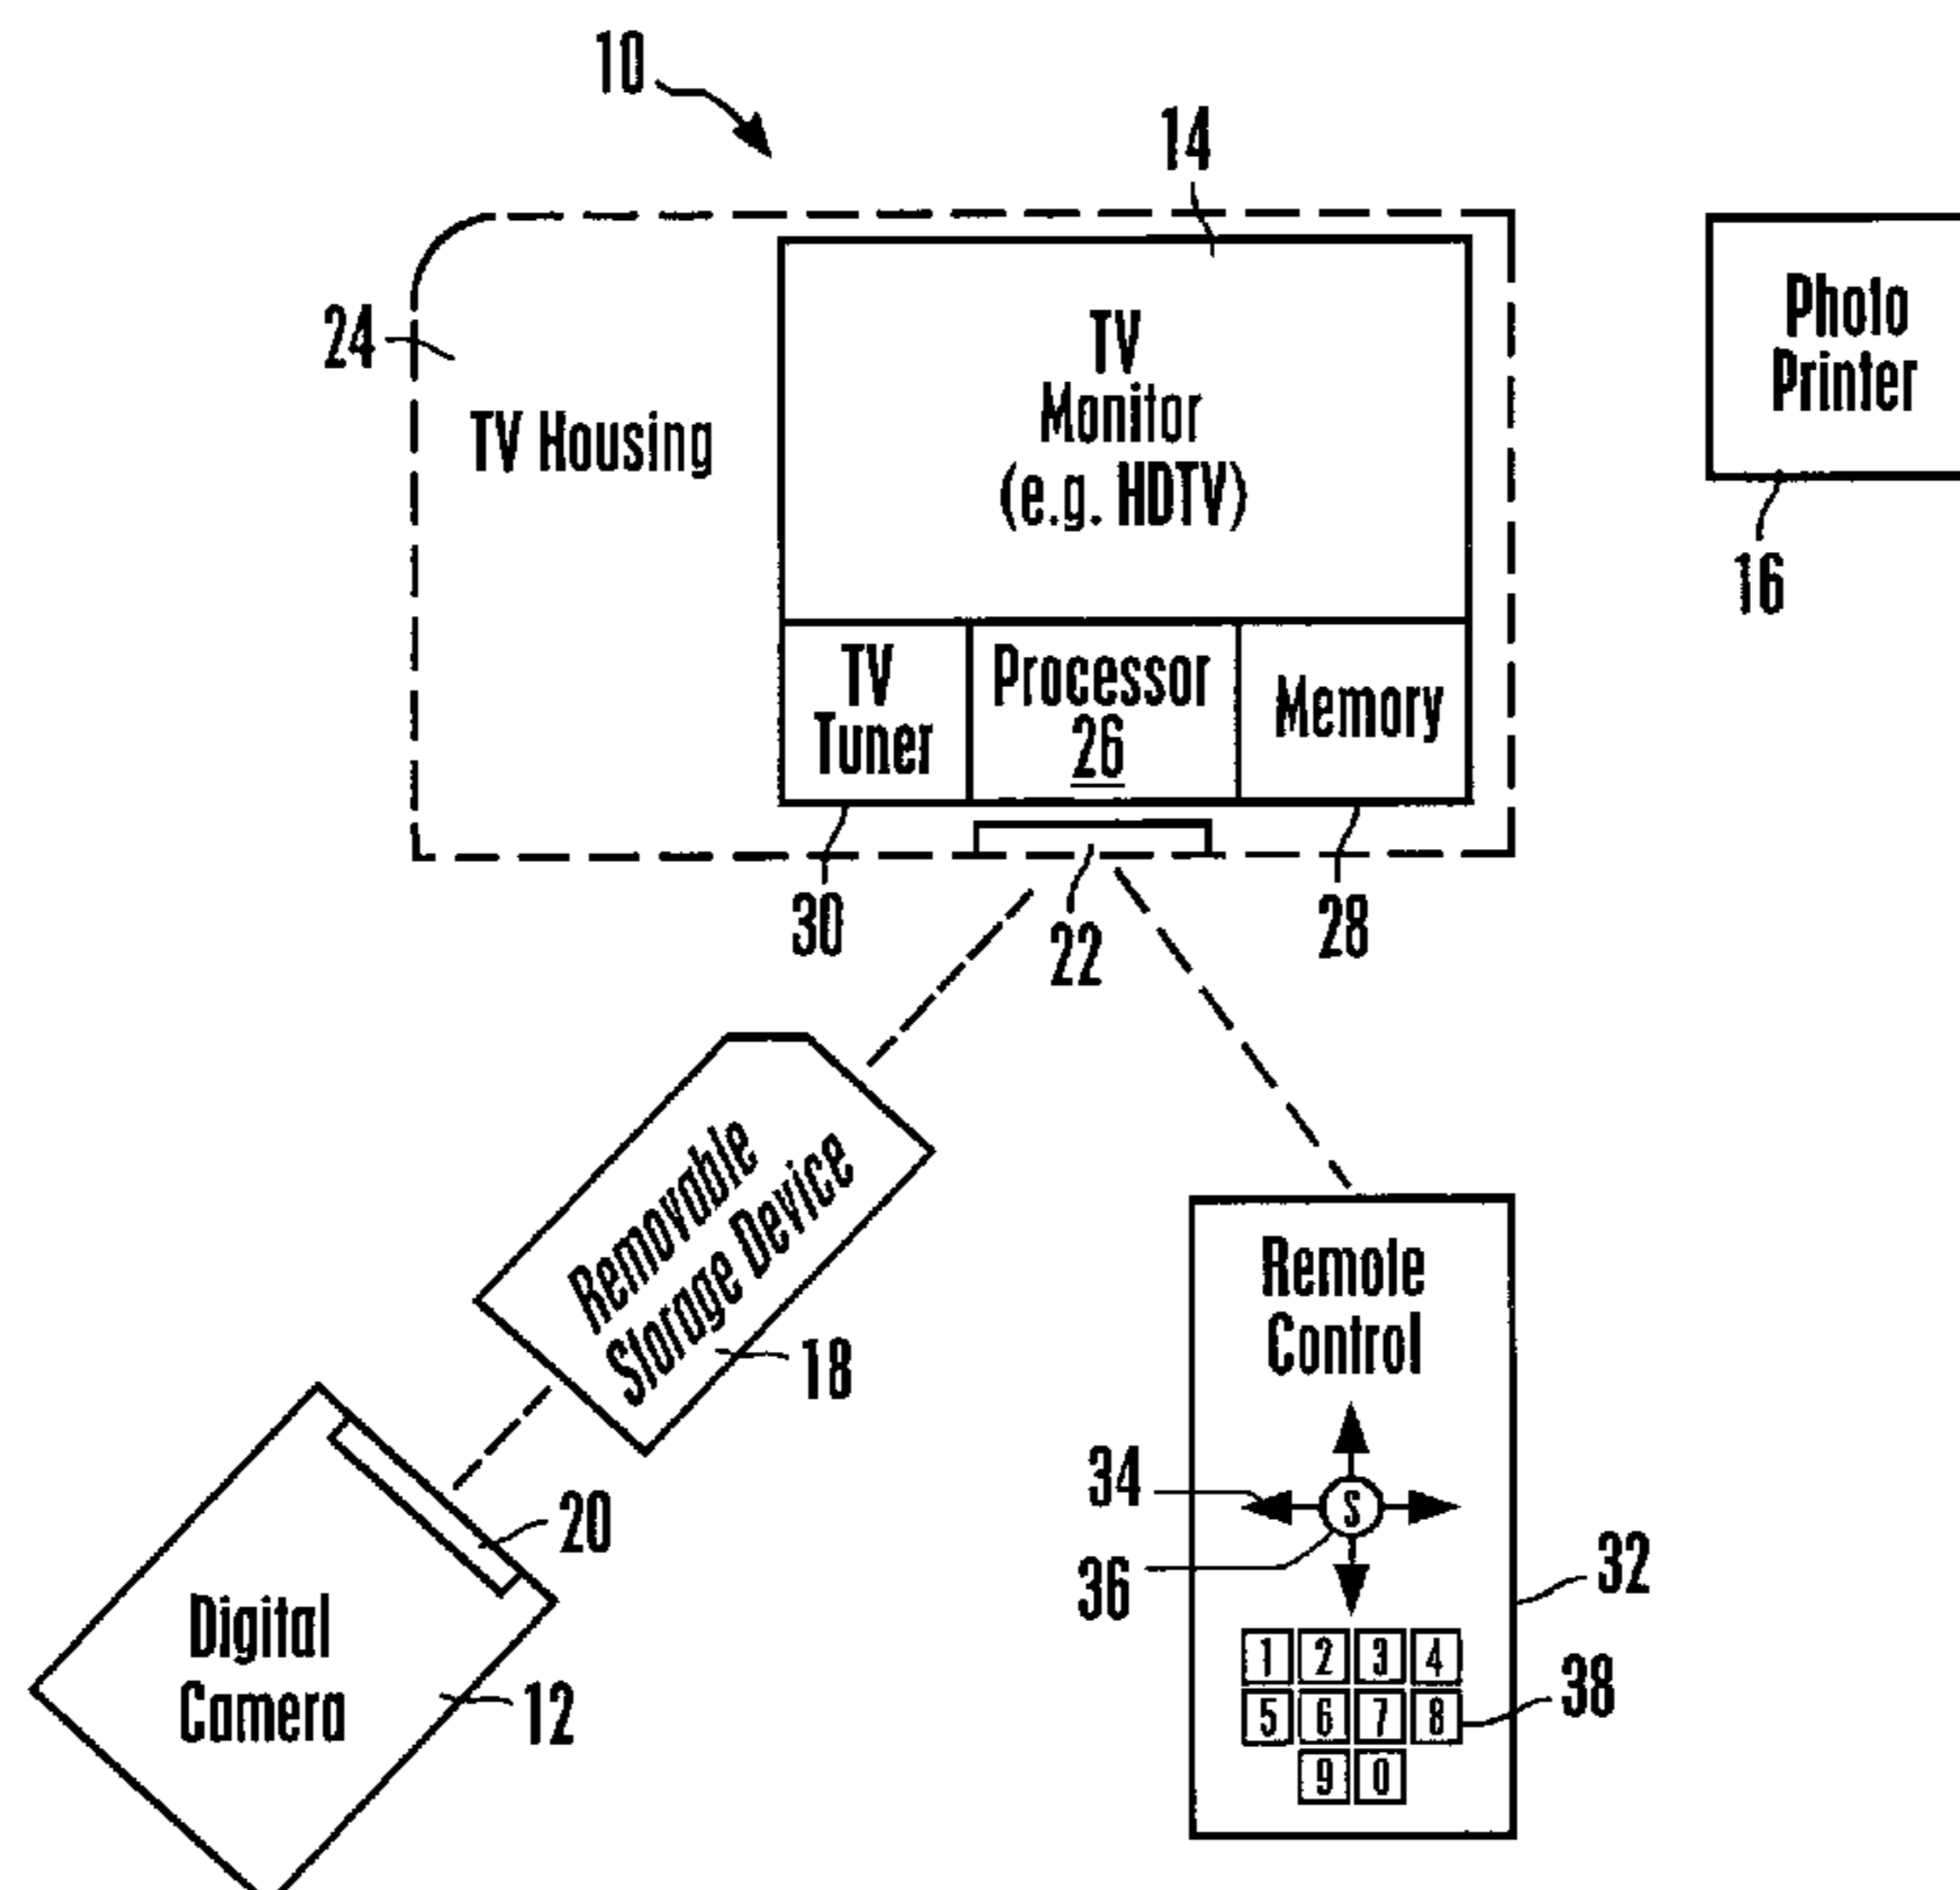 10
14
24
TV Housing
TV
Monitor
(e.g. HDTV)
Photo
Printer
16
TV
Tuner
Processor
26
Memory
30
22
28
Removable
Storage Device
18
20
Digital
Camera
12
Remote
Control
34
S
36
32
1 2 3 4
38
5 6 7 8
9 0